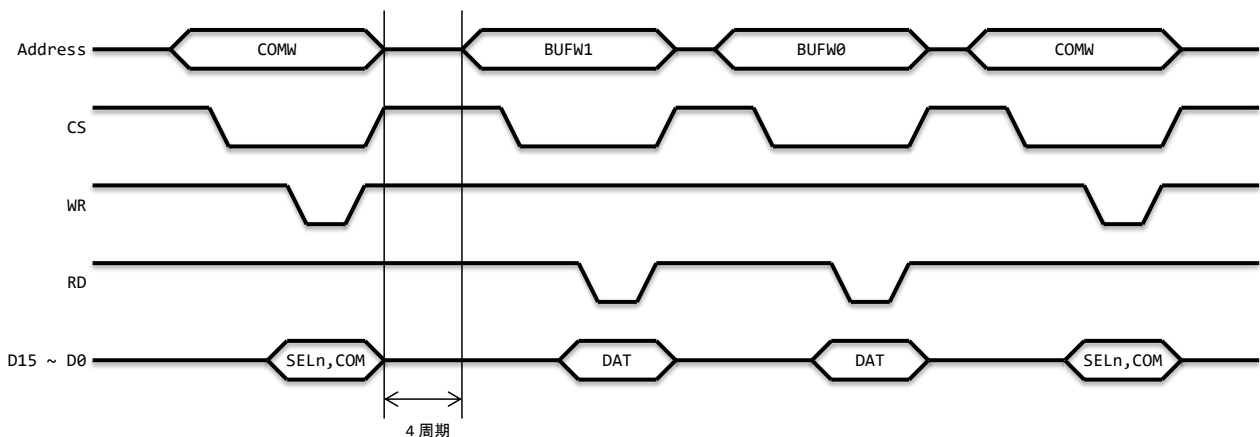 Address COMW BUFW1 BUFW0 COMW
CS
WR
RD
D15 ~ D0 SELn,COM DAT DAT SELn,COM
4 周期